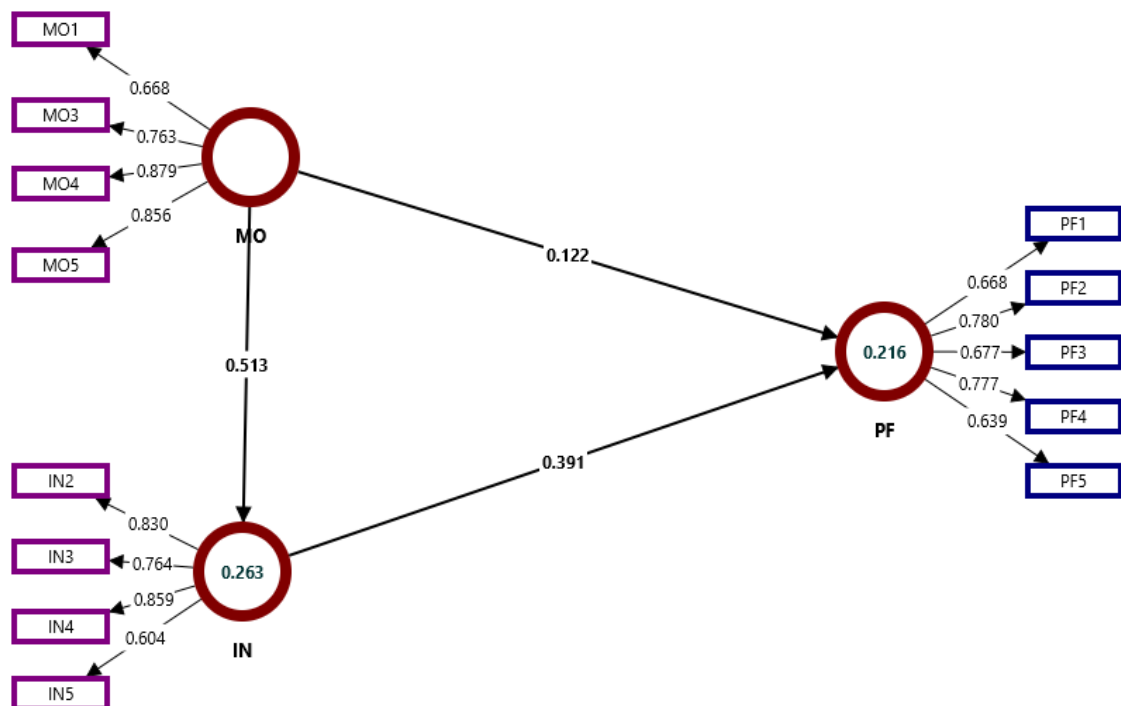 MO1
0.668
MO3
0.763
MO4
0.879
0.856
MO5
MO
0.122
0.513
0.391
PF1
0.668
PF2
0.780
0.216
0.677
PF3
0.777
PF4
0.639
PF
PF5
IN2
0.830
IN3
0.764
0.263
0.859
IN4
0.604
IN
IN5